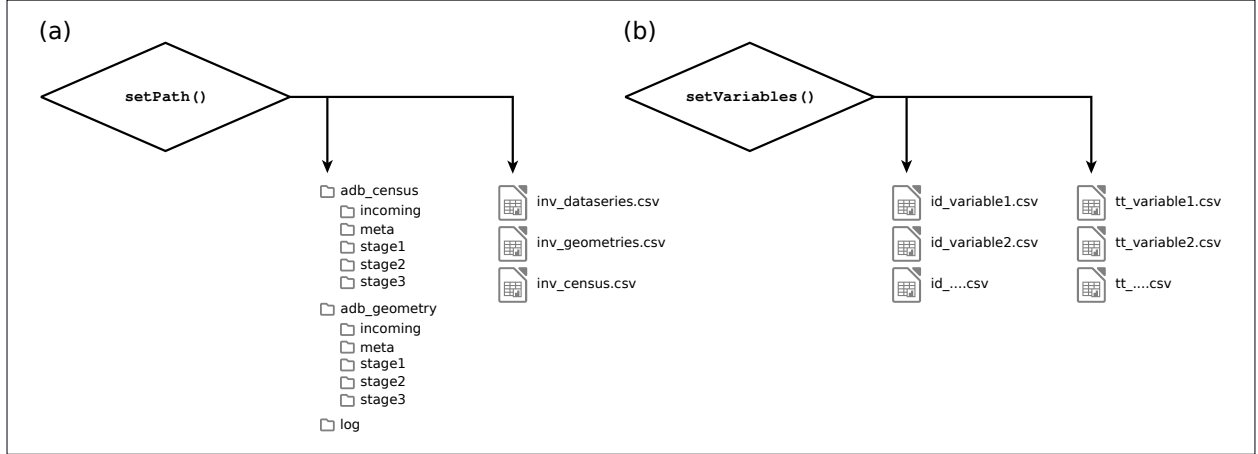 (a)
setPath()
adb_census
incoming
meta
stage1
stage2
stage3
adb_geometry
incoming
meta
stage1
stage2
stage3
log
inv_dataseries.csv
inv_geometries.csv
inv_census.csv
(b)
setVariables()
id_variable1.csv
id_variable2.csv
id_....csv
tt_variable1.csv
tt_variable2.csv
tt_....csv